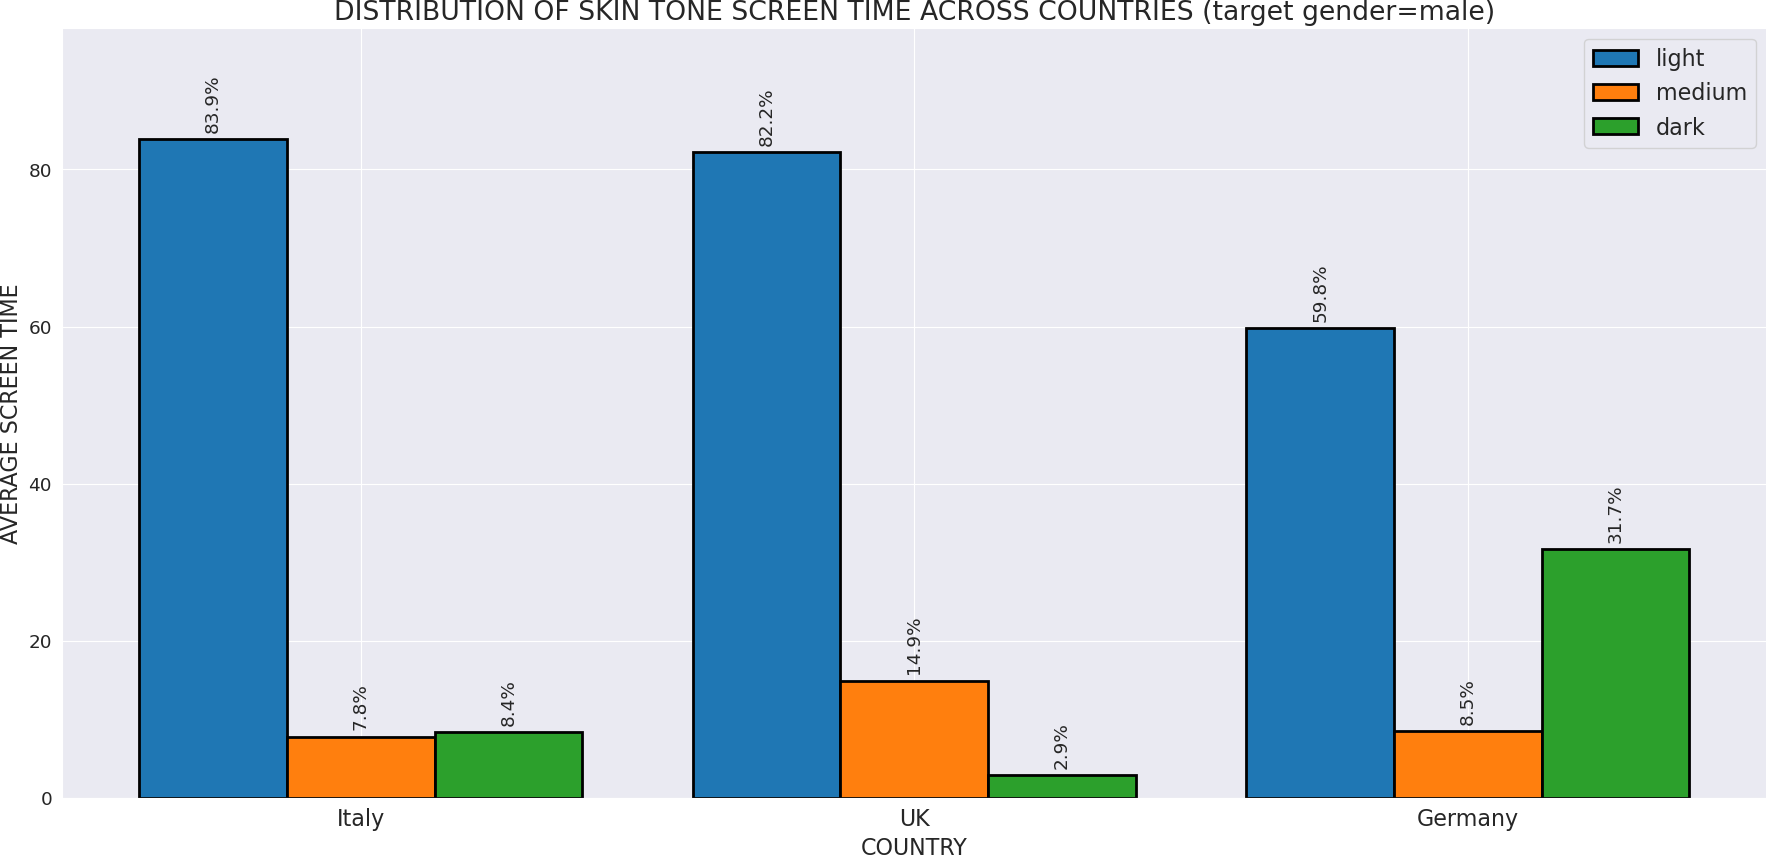 DISTRIBUTION OF SKIN TONE SCREEN TIME ACROSS COUNTRIES (target gender=male)
light
medium
dark
AVERAGE SCREEN TIME
80
60
40
20
0
83.9%
7.8%
8.4%
82.2%
14.9%
2.9%
59.8%
8.5%
31.7%
Italy
UK
Germany
COUNTRY